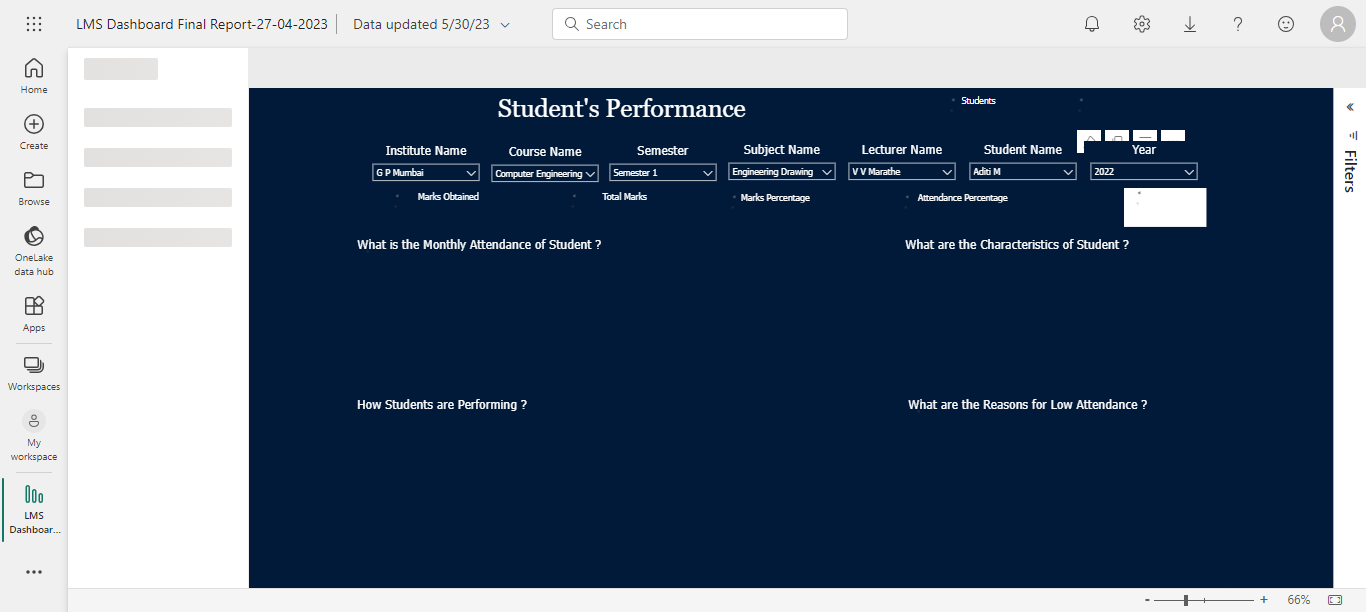 LMS Dashboard Final Report-27-04-2023
Data updated 5/30/23
Search
Home
Create
Browse
OneLake
data hub
Apps
Workspaces
My
workspace
LMS
Dashboar...
Student's Performance
Students
Institute Name
Course Name
Semester
Subject Name
Lecturer Name
Student Name
Year
G P Mumbai
Computer Engineering
Semester 1
Engineering Drawing
V V Marathe
Aditi M
2022
Marks Obtained
Total Marks
Marks Percentage
Attendance Percentage
What is the Monthly Attendance of Student ?
What are the Characteristics of Student ?
How Students are Performing ?
What are the Reasons for Low Attendance ?
Filters
- + 66%